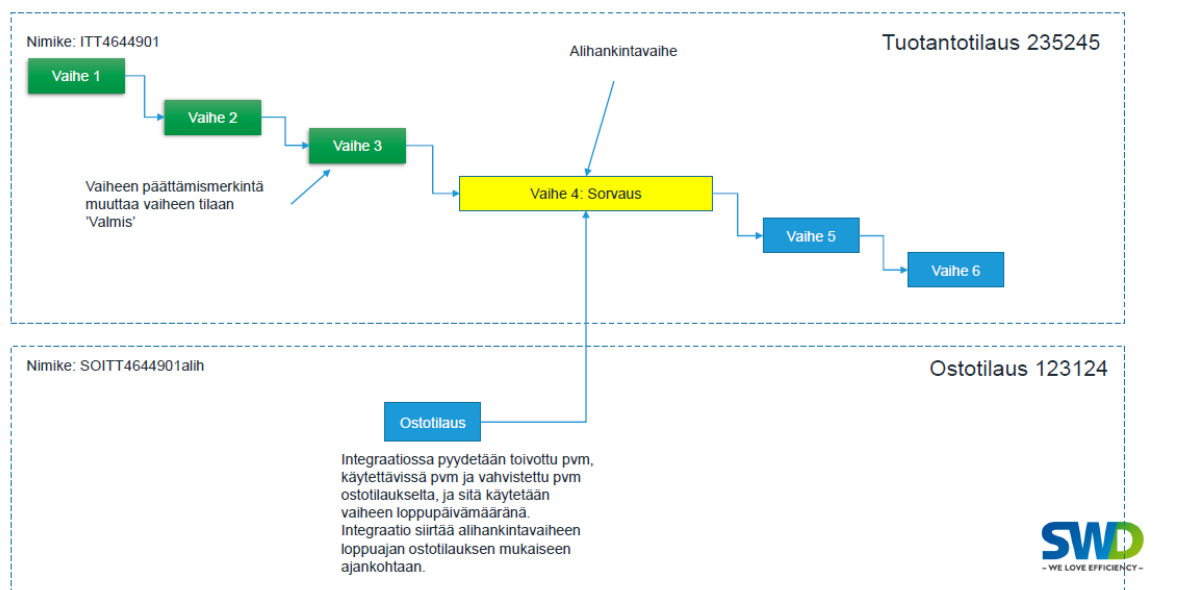 Nimike: ITT4644901
Tuotantotilaus 235245
Alihankintavaihe
Vaihe 1
Vaihe 2
Vaihe 3
Vaiheen päättämismerkintä
muuttaa vaiheen tilaan
'Valmis'
Vaihe 4: Sorvaus
Vaihe 5
Vaihe 6
Nimike: SOITT4644901alih
Ostotilaus 123124
Ostotilaus
Integraatiossa pyydetään toivottu pvm,
käytettävissä pvm ja vahvistettu pvm
ostotilaukselta, ja sitä käytetään
vaiheen loppupäivämääränä.
Integraatio siirtää alihankintavaiheen
loppuajan ostotilauksen mukaiseen
ajankohtaan.
SWD
- WE LOVE EFFICIENCY -